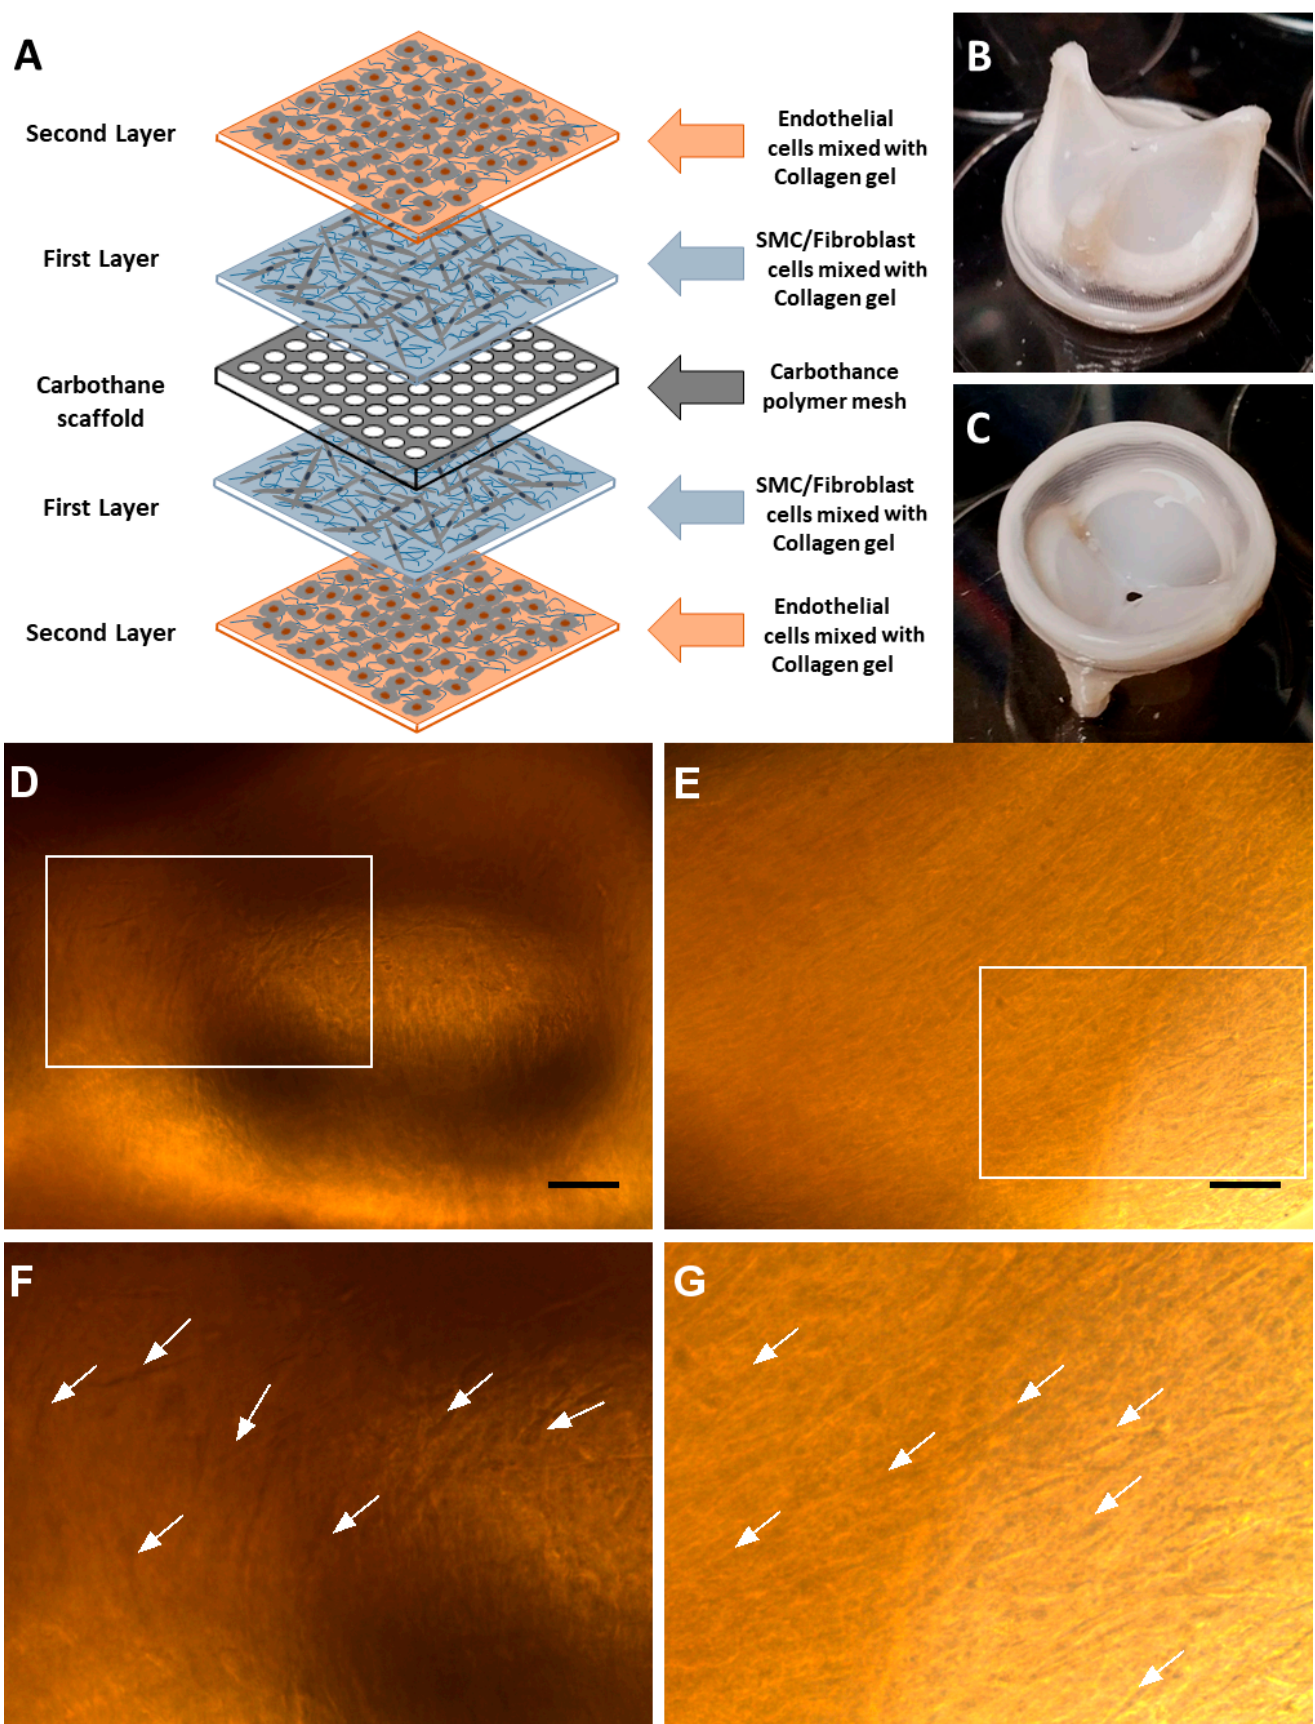 A
Second Layer
Endothelial
cells mixed with
Collagen gel
First Layer
SMC/Fibroblast
cells mixed with
Collagen gel
Carbothane
scaffold
Carbothance
polymer mesh
First Layer
SMC/Fibroblast
cells mixed with
Collagen gel
Second Layer
Endothelial
cells mixed with
Collagen gel
B
C
D
E
F
G